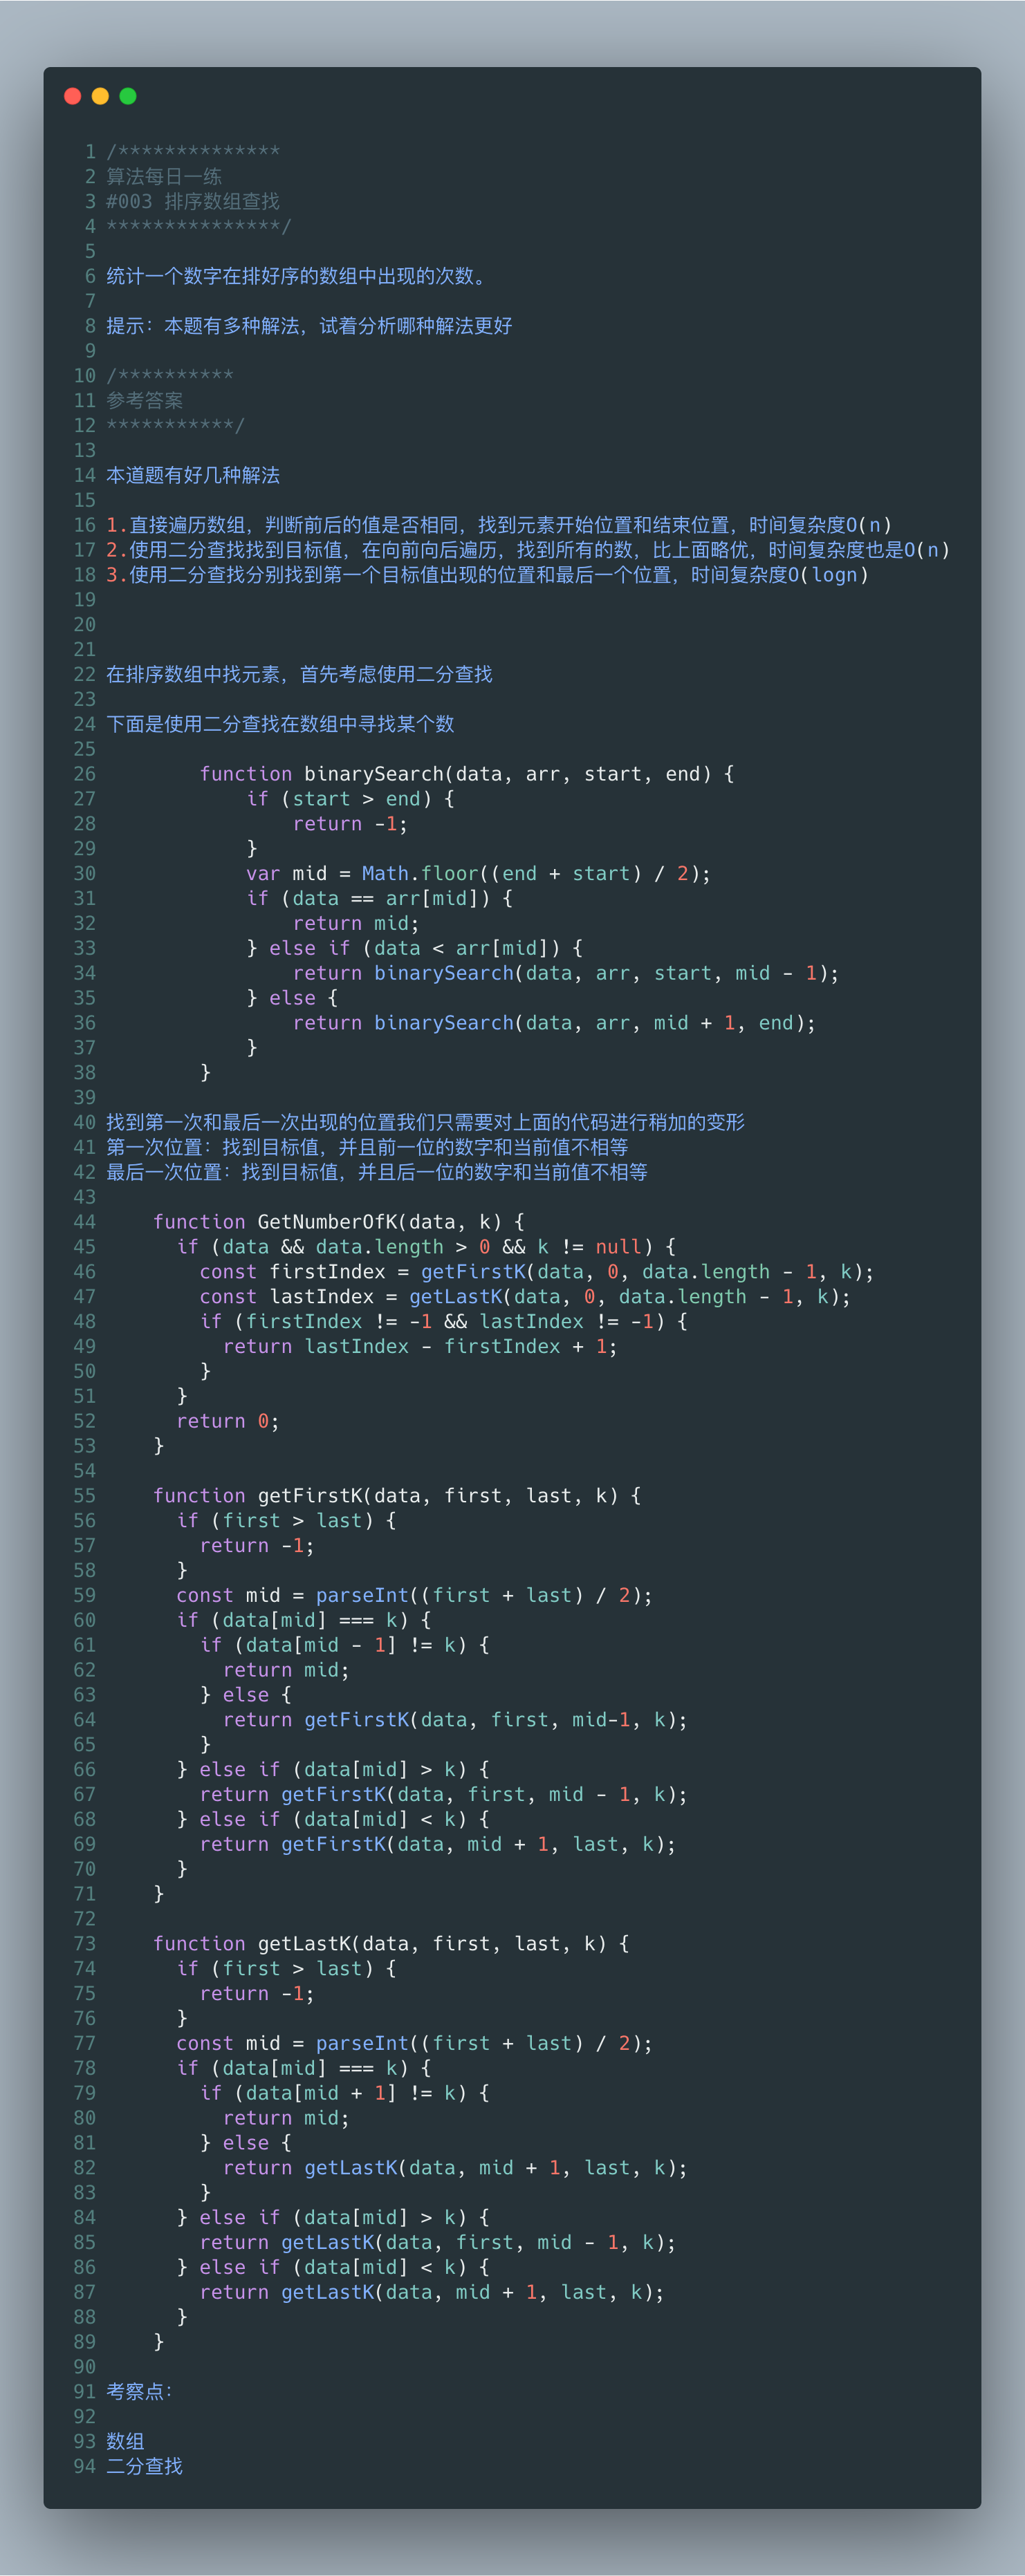 1 /**************
2 算法每日一练
3 #003 排序数组查找
4 ***************/
5
6 统计一个数字在排好序的数组中出现的次数。
7
8 提示：本题有多种解法，试着分析哪种解法更好
9
10 /**********
11 参考答案
12 ***********/
13
14 本道题有好几种解法
15
16 1.直接遍历数组，判断前后的值是否相同，找到元素开始位置和结束位置，时间复杂度O(n)
17 2.使用二分查找找到目标值，在向前向后遍历，找到所有的数，比上面略优，时间复杂度也是O(n)
18 3.使用二分查找分别找到第一个目标值出现的位置和最后一个位置，时间复杂度O(logn)
19
20
21
22 在排序数组中找元素，首先考虑使用二分查找
23
24 下面是使用二分查找在数组中寻找某个数
25
26         function binarySearch(data, arr, start, end) {
27             if (start > end) {
28                 return -1;
29             }
30             var mid = Math.floor((end + start) / 2);
31             if (data == arr[mid]) {
32                 return mid;
33             } else if (data < arr[mid]) {
34                 return binarySearch(data, arr, start, mid - 1);
35             } else {
36                 return binarySearch(data, arr, mid + 1, end);
37             }
38         }
39
40 找到第一次和最后一次出现的位置我们只需要对上面的代码进行稍加的变形
41 第一次位置：找到目标值，并且前一位的数字和当前值不相等
42 最后一次位置：找到目标值，并且后一位的数字和当前值不相等
43
44     function GetNumberOfK(data, k) {
45       if (data && data.length > 0 && k != null) {
46         const firstIndex = getFirstK(data, 0, data.length - 1, k);
47         const lastIndex = getLastK(data, 0, data.length - 1, k);
48         if (firstIndex != -1 && lastIndex != -1) {
49           return lastIndex - firstIndex + 1;
50         }
51       }
52       return 0;
53     }
54
55     function getFirstK(data, first, last, k) {
56       if (first > last) {
57         return -1;
58       }
59       const mid = parseInt((first + last) / 2);
60       if (data[mid] === k) {
61         if (data[mid - 1] != k) {
62           return mid;
63         } else {
64           return getFirstK(data, first, mid-1, k);
65         }
66       } else if (data[mid] > k) {
67         return getFirstK(data, first, mid - 1, k);
68       } else if (data[mid] < k) {
69         return getFirstK(data, mid + 1, last, k);
70       }
71     }
72
73     function getLastK(data, first, last, k) {
74       if (first > last) {
75         return -1;
76       }
77       const mid = parseInt((first + last) / 2);
78       if (data[mid] === k) {
79         if (data[mid + 1] != k) {
80           return mid;
81         } else {
82           return getLastK(data, mid + 1, last, k);
83         }
84       } else if (data[mid] > k) {
85         return getLastK(data, first, mid - 1, k);
86       } else if (data[mid] < k) {
87         return getLastK(data, mid + 1, last, k);
88       }
89     }
90
91 考察点：
92
93 数组
94 二分查找